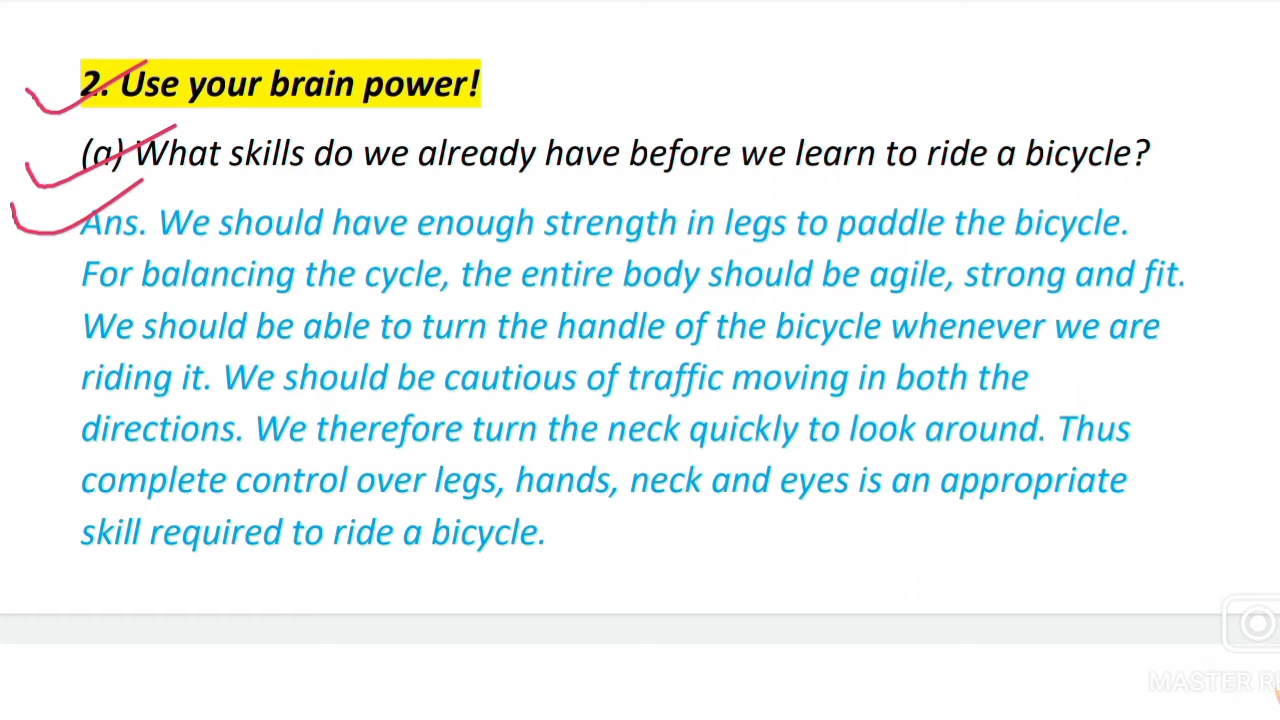 2. Use your brain power!
(a) What skills do we already have before we learn to ride a bicycle?
Ans. We should have enough strength in legs to paddle the bicycle.
For balancing the cycle, the entire body should be agile, strong and fit.
We should be able to turn the handle of the bicycle whenever we are
riding it. We should be cautious of traffic moving in both the
directions. We therefore turn the neck quickly to look around. Thus
complete control over legs, hands, neck and eyes is an appropriate
skill required to ride a bicycle.
MASTER